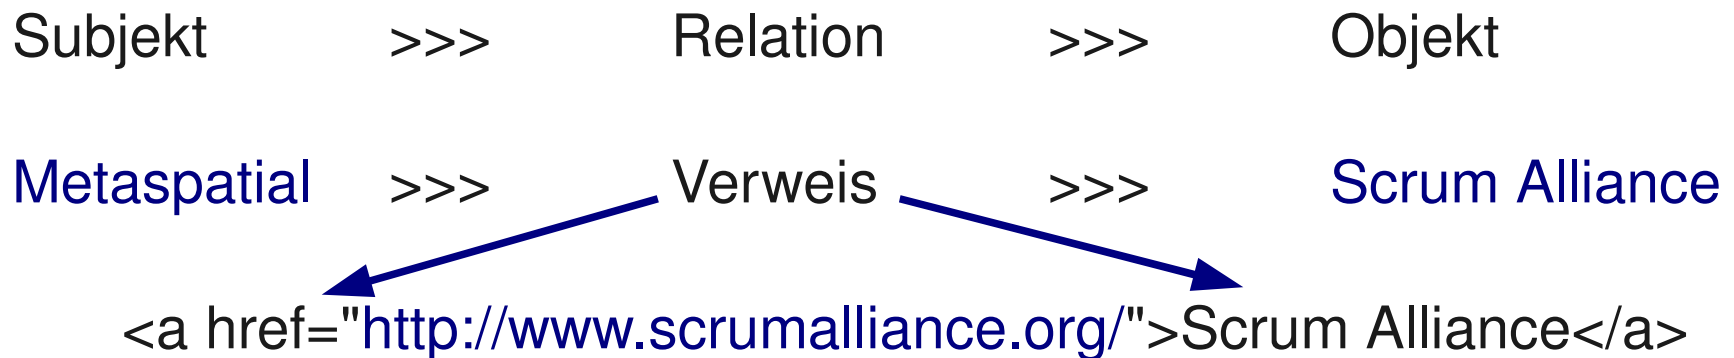 Subjekt >>> Relation >>> Objekt
Metaspatial >>> Verweis >>> Scrum Alliance
<a href="http://www.scrumalliance.org/">Scrum Alliance</a>